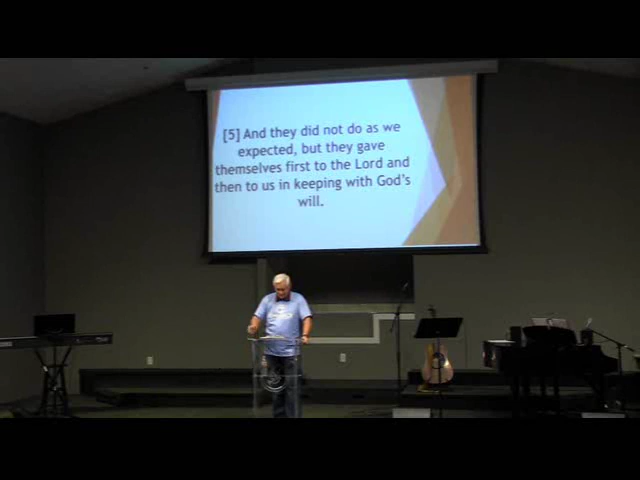 [5] And they did not do as we
expected, but they gave
themselves first to the Lord and
then to us in keeping with God's
will.